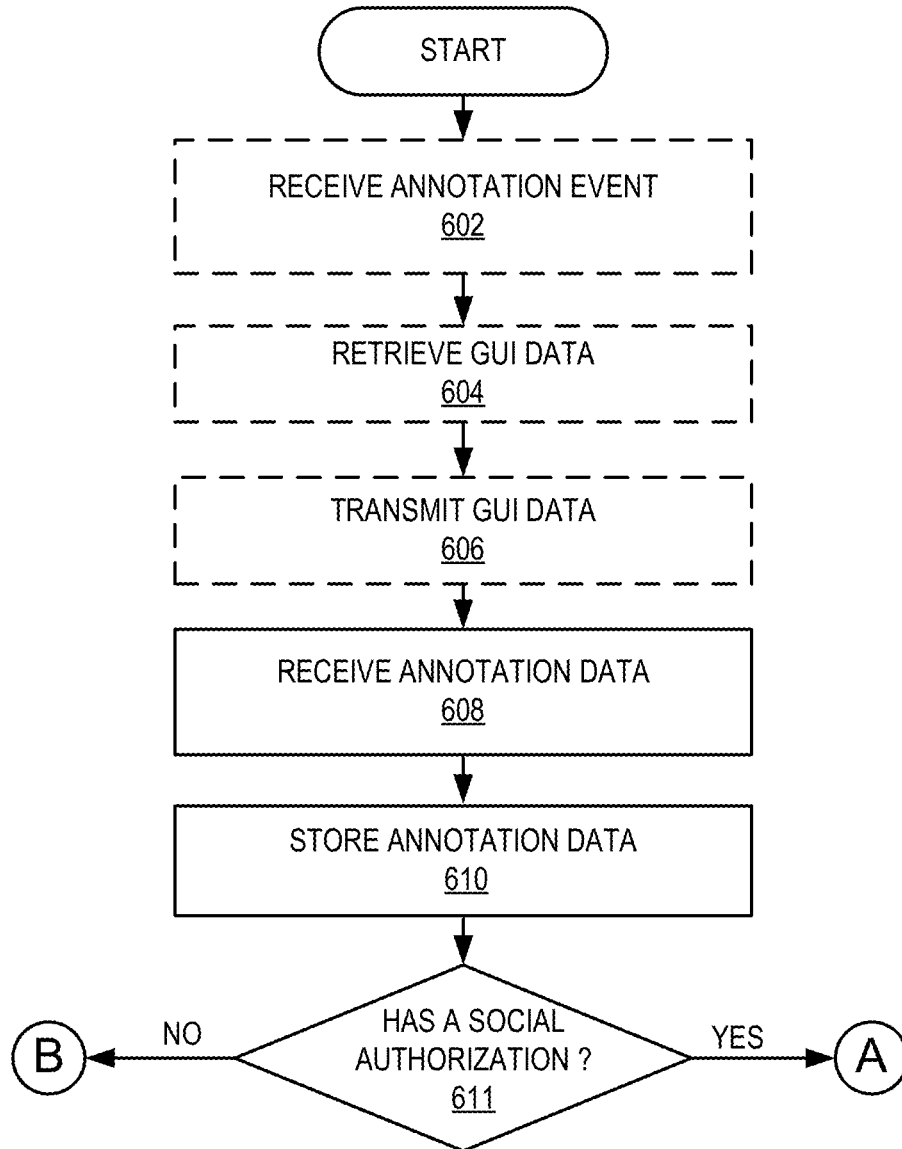 START
RECEIVE ANNOTATION EVENT
602
RETRIEVE GUI DATA
604
TRANSMIT GUI DATA
606
RECEIVE ANNOTATION DATA
608
STORE ANNOTATION DATA
610
HAS A SOCIAL
AUTHORIZATION ?
611
NO
B
YES
A